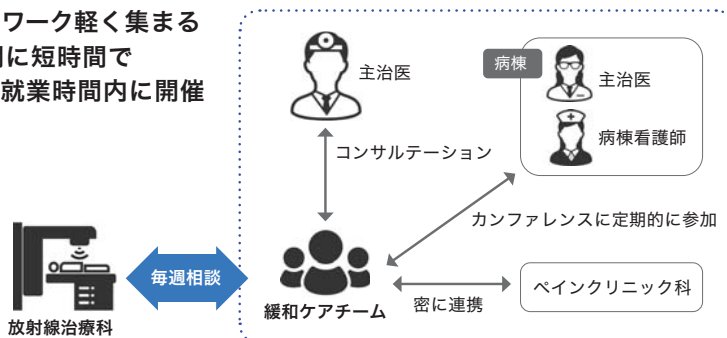 ワーク軽く集まる
に短時間で
就業時間内に開催
主治医
病棟
主治医
病棟看護師
コンサルテーション
カンファレンスに定期的に参加
毎週相談
緩和ケアチーム
密に連携
ペインクリニック科
放射線治療科